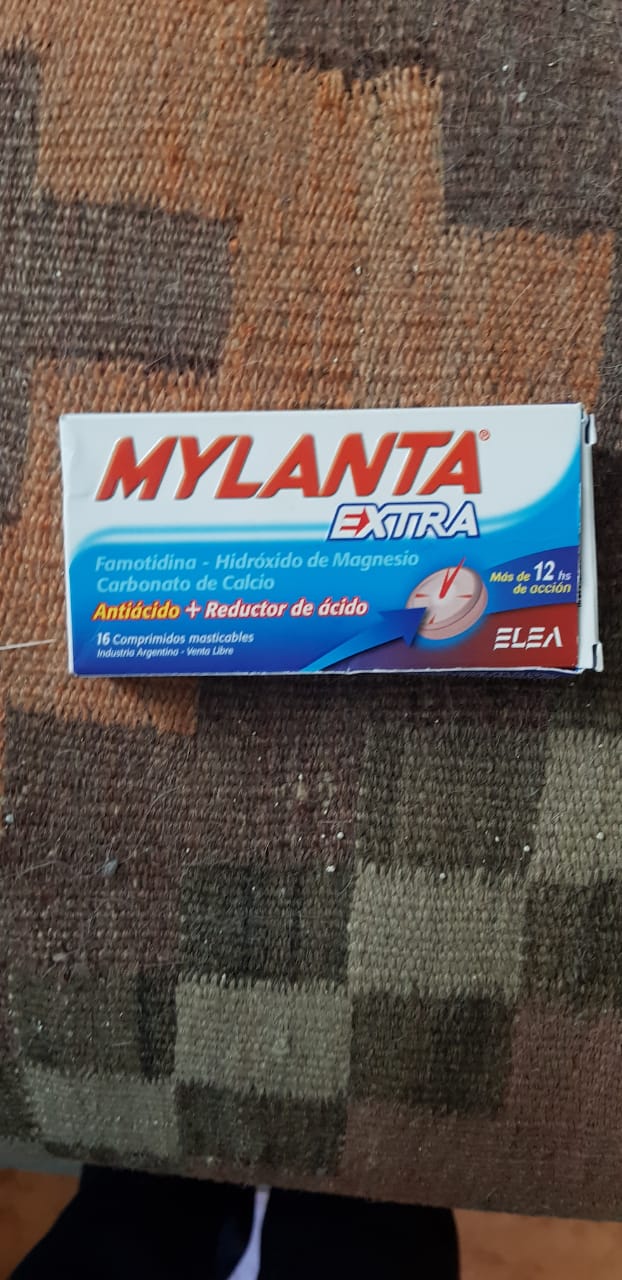 MYLANTA®
EXTRA
Famotidina - Hidróxido de Magnesio
Carbonato de Calcio
Antiácido + Reductor de ácido
16 Comprimidos masticables
Industria Argentina - Venta Libre
Más de 12 hs
de acción
ELEA